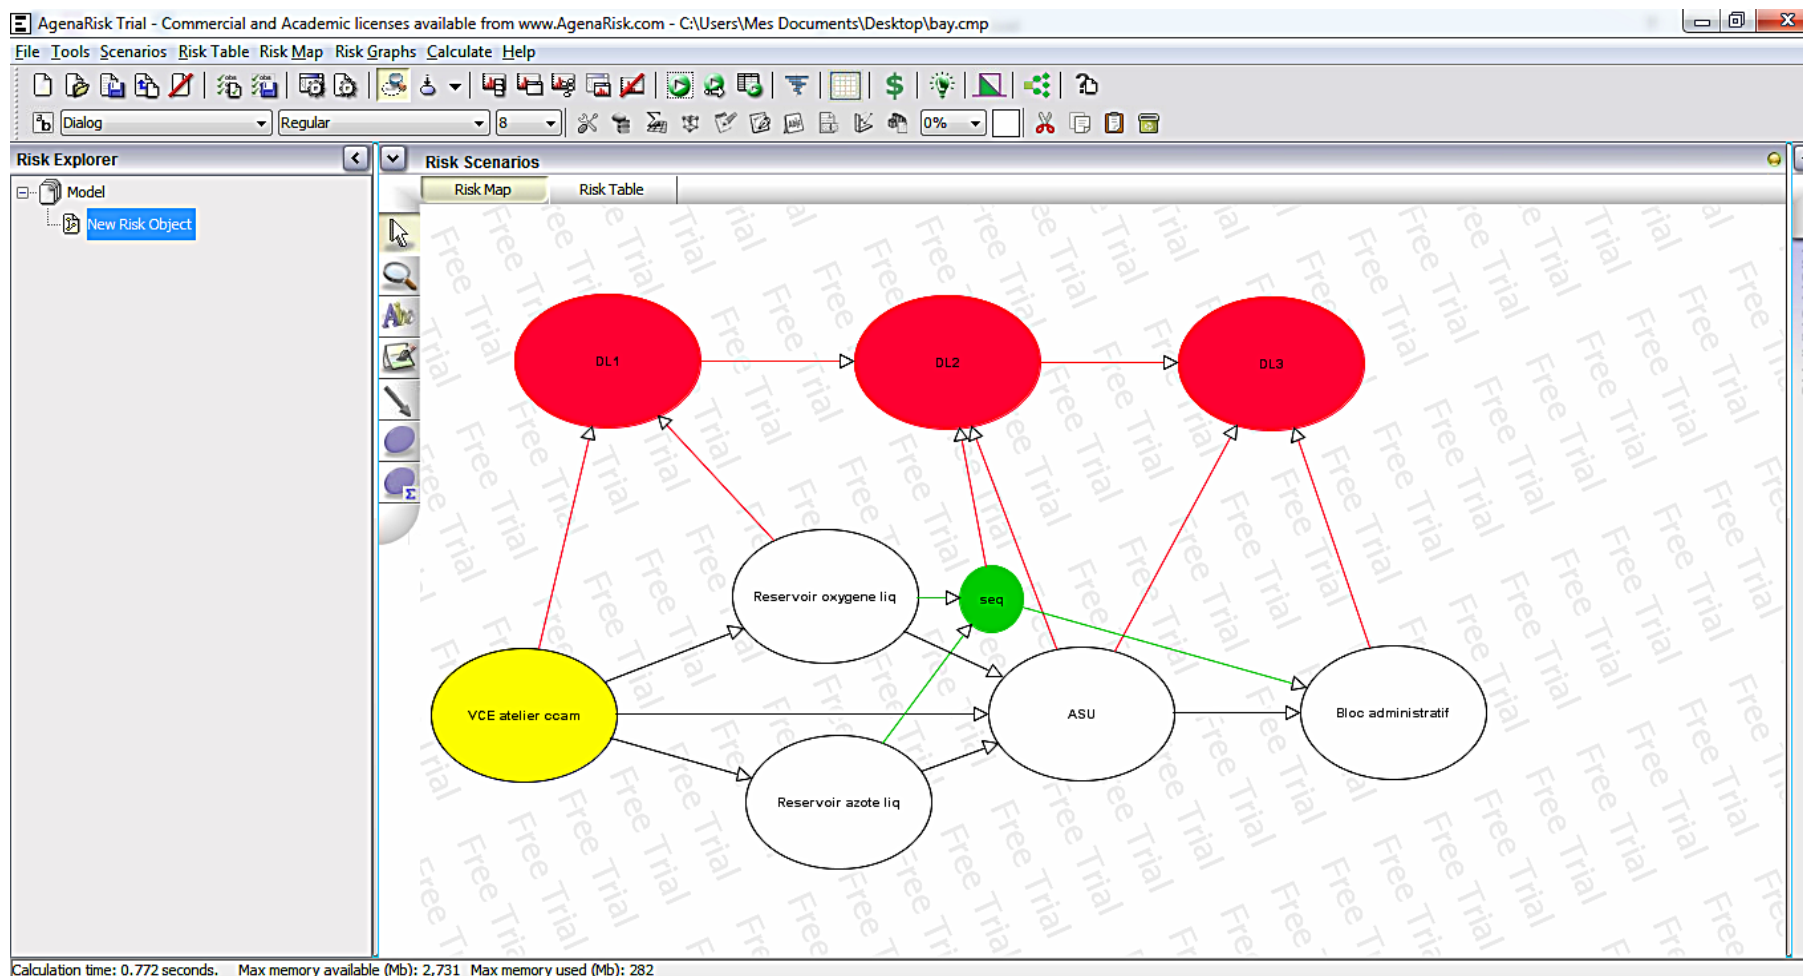 AgenaRisk Trial - Commercial and Academic licenses available from www.AgenaRisk.com - C:\Users\Mes Documents\Desktop\bay.cmp
File Tools Scenarios Risk Table Risk Map Risk Graphs Calculate Help
Dialog Regular 8 0%
Risk Explorer
Risk Scenarios
Model
New Risk Object
Risk Map Risk Table
DL1 DL2 DL3
Reservoir oxygene liq
seq
VCE atelier ccam
ASU
Bloc administratif
Reservoir azote liq
Free Trial
Calculation time: 0.772 seconds. Max memory available (Mb): 2,731 Max memory used (Mb): 282